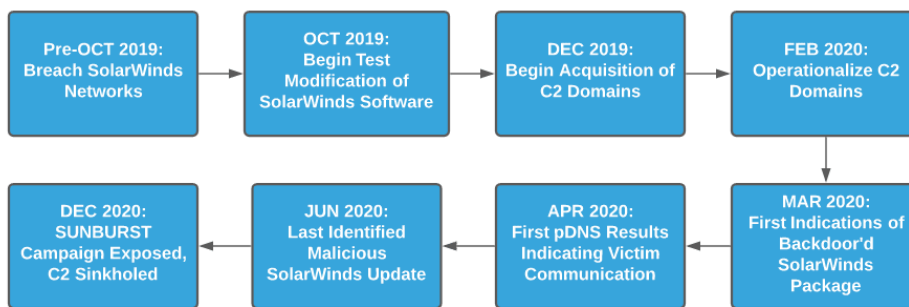 Pre-OCT 2019:
Breach SolarWinds
Networks
OCT 2019:
Begin Test
Modification of
SolarWinds Software
DEC 2019:
Begin Acquisition of
C2 Domains
FEB 2020:
Operationalize C2
Domains
MAR 2020:
First Indications of
Backdoor'd
SolarWinds
Package
APR 2020:
First pDNS Results
Indicating Victim
Communication
JUN 2020:
Last Identified
Malicious
SolarWinds Update
DEC 2020:
SUNBURST
Campaign Exposed,
C2 Sinkholed